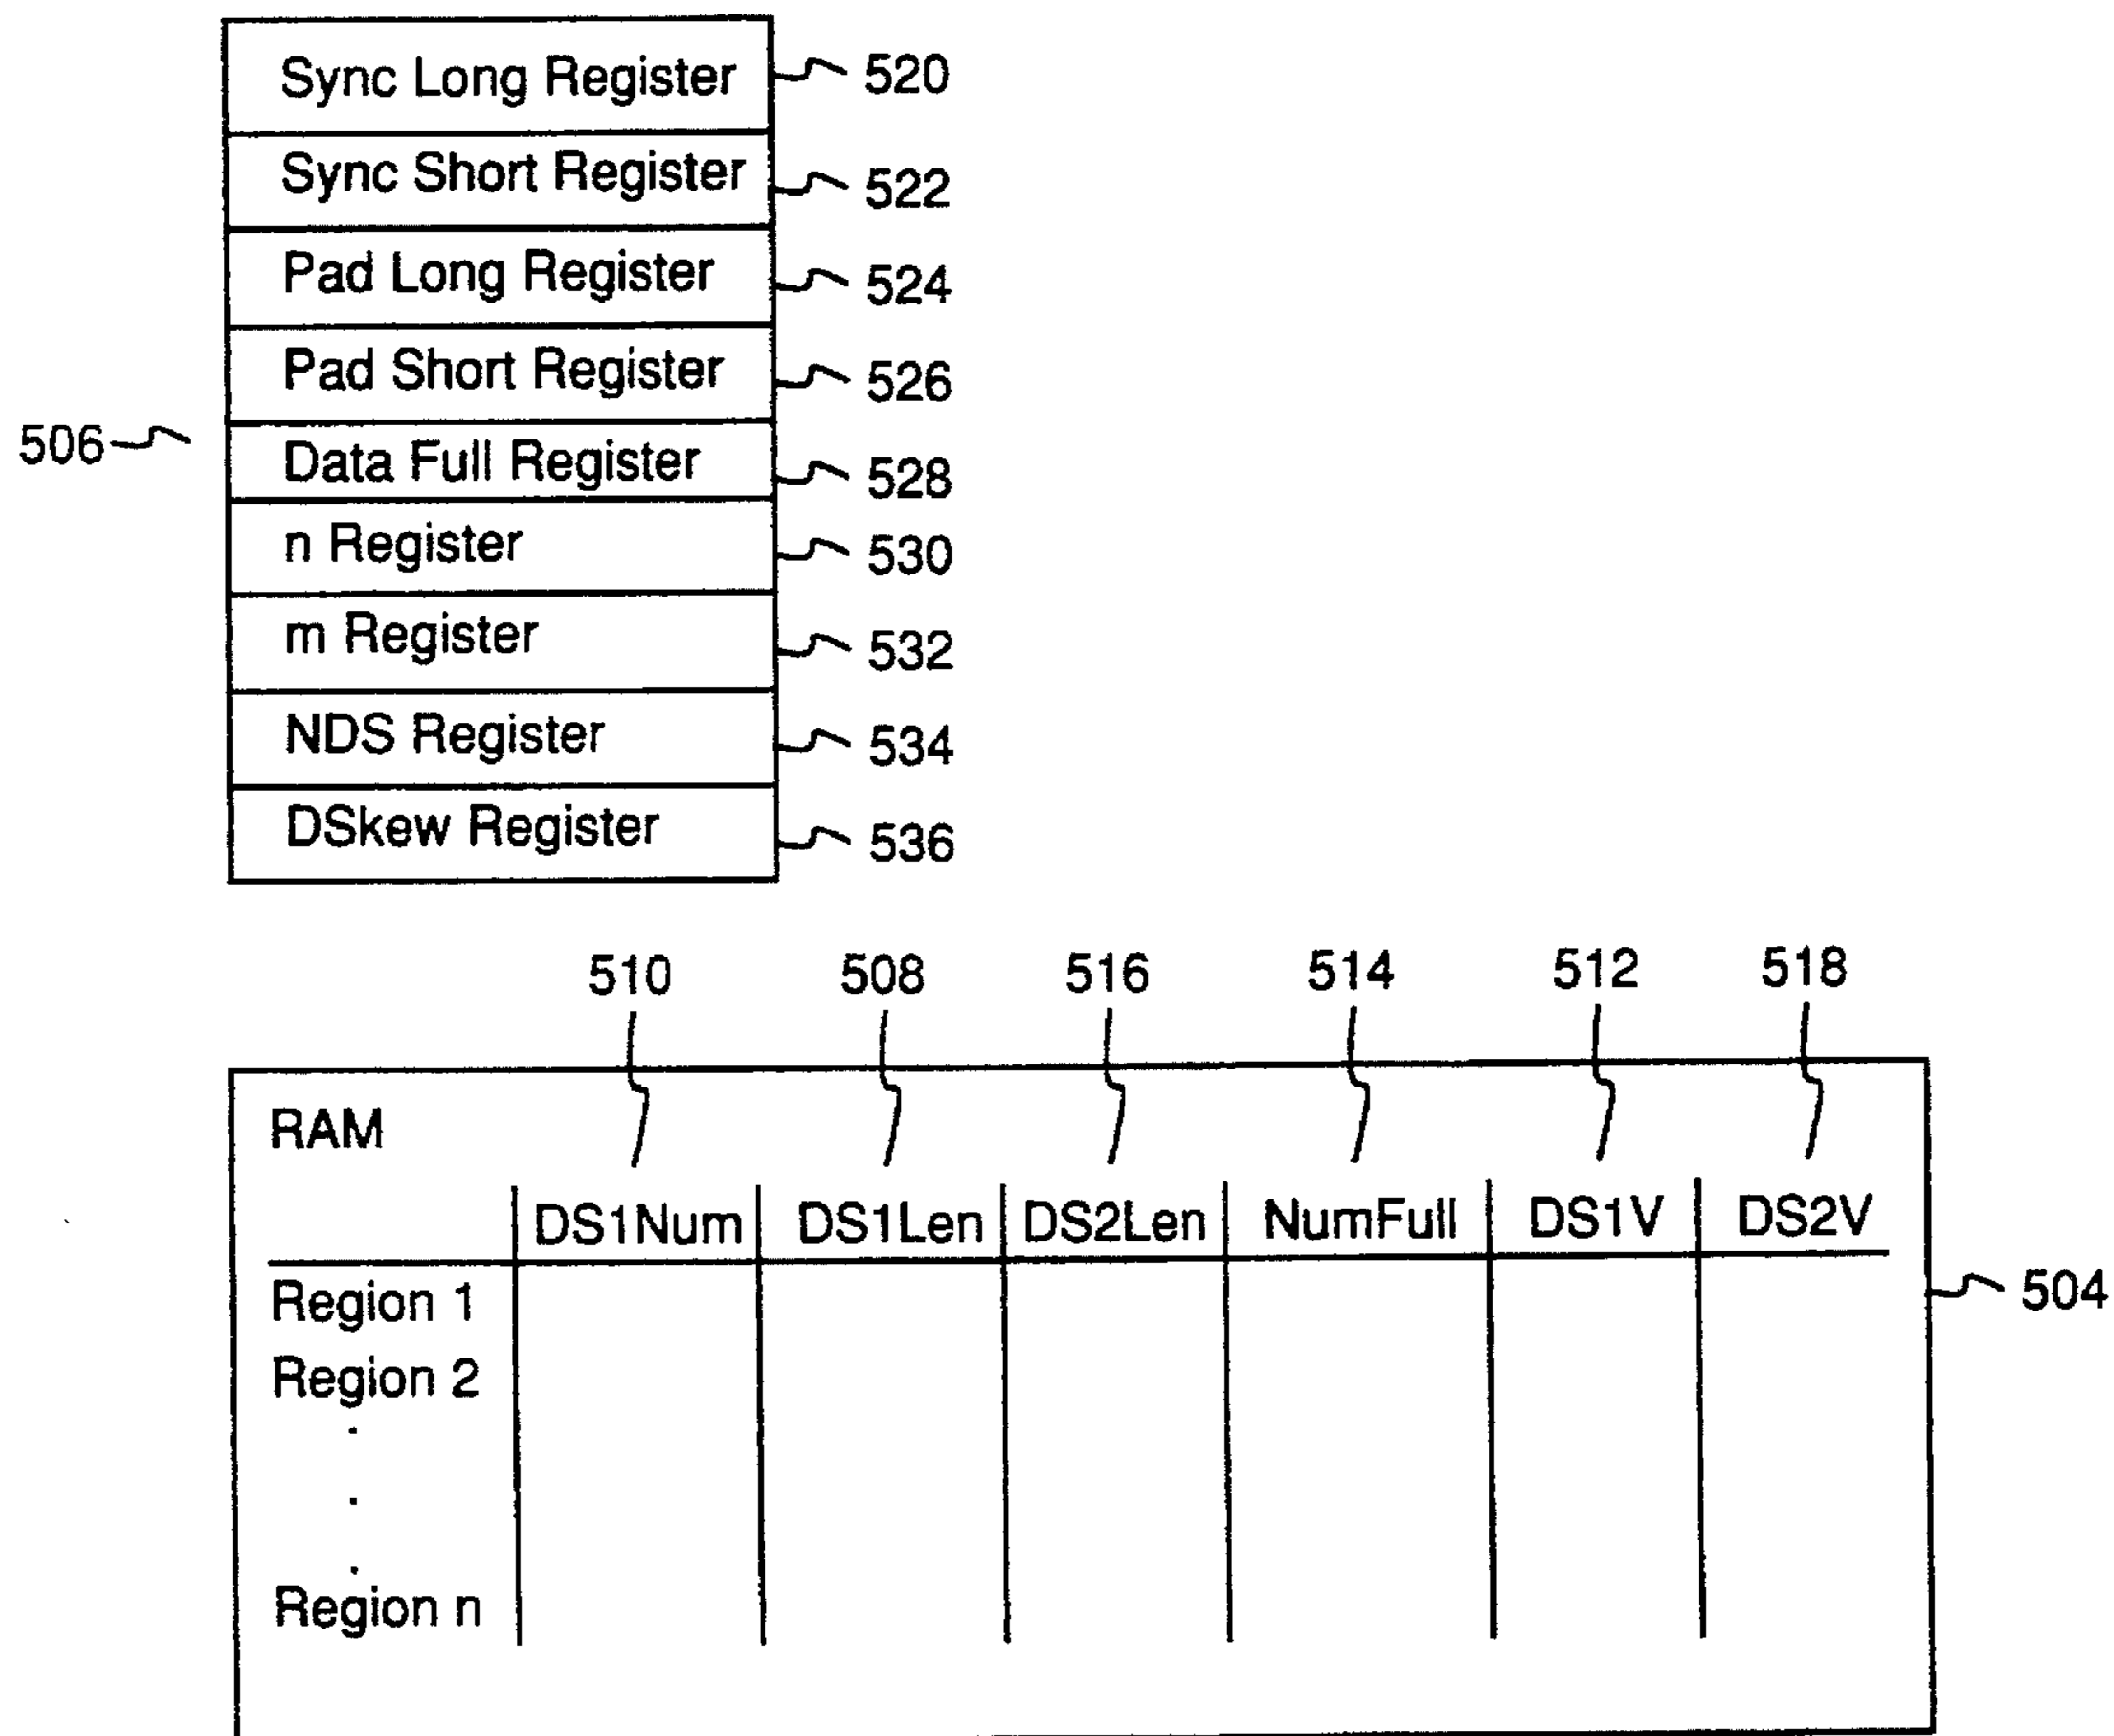 Sync Long Register 520
Sync Short Register 522
Pad Long Register 524
Pad Short Register 526
506 Data Full Register 528
n Register 530
m Register 532
NDS Register 534
DSkew Register 536
510 508 516 514 512 518
RAM
DS1Num DS1Len DS2Len NumFull DS1V DS2V
Region 1 504
Region 2
.
.
.
Region n